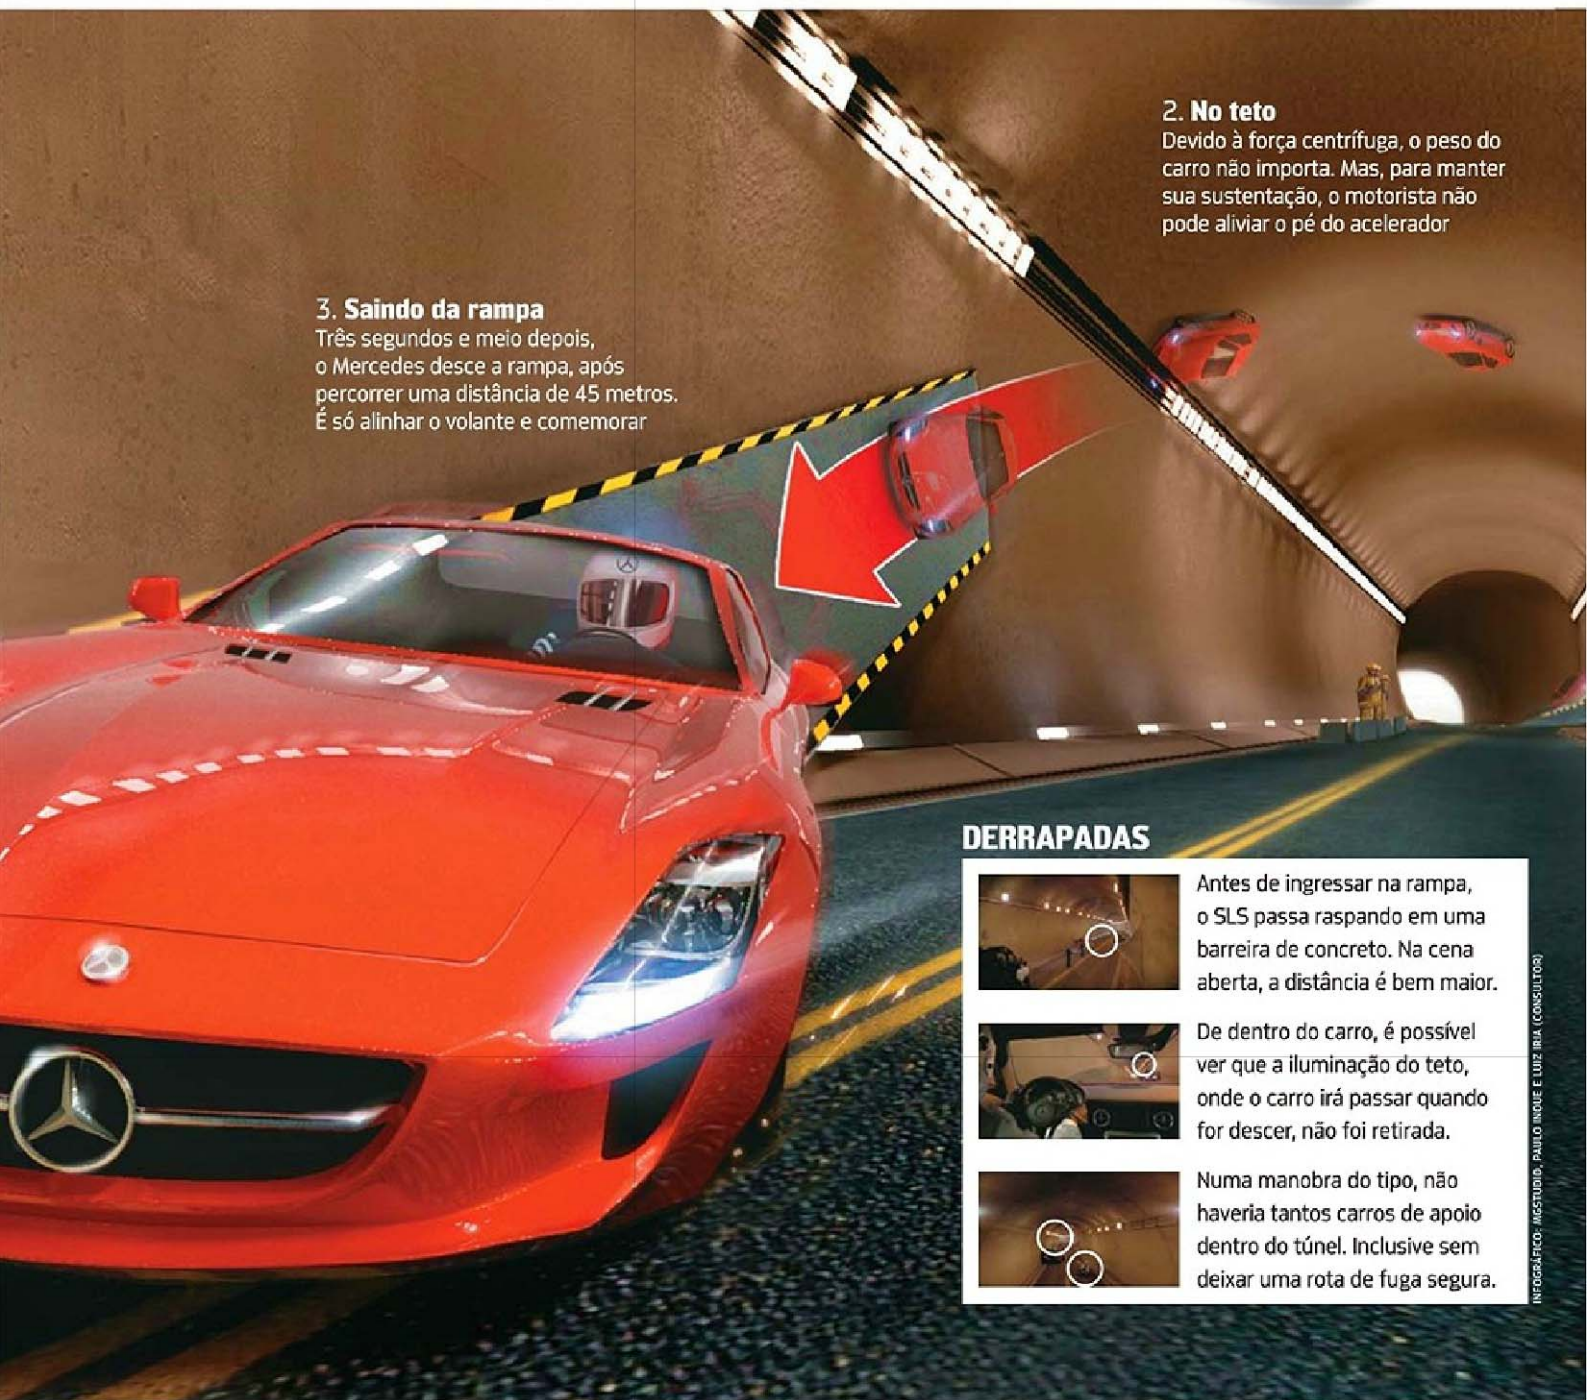 2. No teto
Devido à força centrífuga, o peso do
carro não importa. Mas, para manter
sua sustentação, o motorista não
pode aliviar o pé do acelerador
3. Saindo da rampa
Três segundos e meio depois,
o Mercedes desce a rampa, após
percorrer uma distância de 45 metros.
É só alinhar o volante e comemorar
DERRAPADAS
Antes de ingressar na rampa,
o SLS passa raspando em uma
barreira de concreto. Na cena
aberta, a distância é bem maior.
De dentro do carro, é possível
ver que a iluminação do teto,
onde o carro irá passar quando
for descer, não foi retirada.
Numa manobra do tipo, não
haveria tantos carros de apoio
dentro do túnel. Inclusive sem
deixar uma rota de fuga segura.
INFOGRÁFICO: MGSTUDIO, PAULO INOUE E LUIZ IRIA (CONSULTOR)